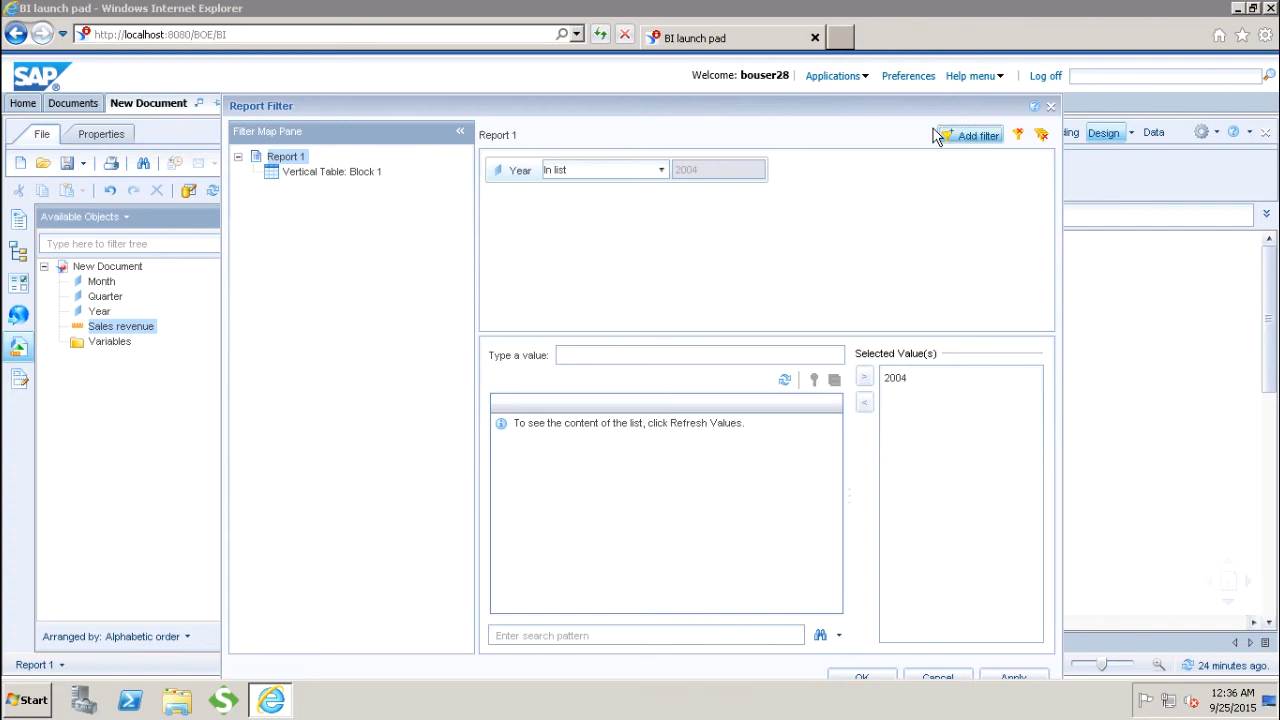 BI launch pad - Windows Internet Explorer
http://localhost:8080/BOE/BI
BI launch pad
SAP
Welcome: bouser28
Applications
Preferences
Help menu
Log off
Home
Documents
New Document
Report Filter
File
Properties
Filter Map Pane
Report 1
Add filter
Design
Data
Report 1
Vertical Table: Block 1
Year
In list
2004
Available Objects
Type here to filter tree
New Document
Month
Quarter
Year
Sales revenue
Variables
Type a value:
Selected Value(s)
2004
To see the content of the list, click Refresh Values.
Enter search pattern
Arranged by: Alphabetic order
Report 1
OK
Cancel
Apply
24 minutes ago.
Start
12:36 AM
9/25/2015